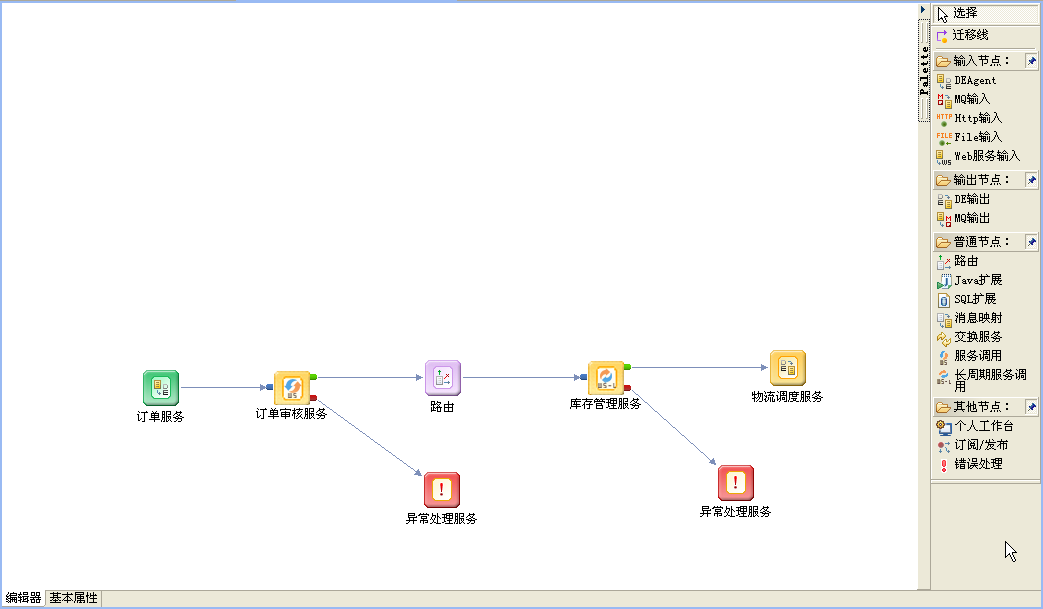 选择
迁移线
Palette
输入节点：
DEAgent
MQ输入
HTTP
Http输入
FILE
File输入
Web服务输入
输出节点：
DE输出
MQ输出
普通节点：
路由
Java扩展
SQL扩展
消息映射
交换服务
服务调用
长周期服务调
用
其他节点：
个人工作台
订阅/发布
错误处理
订单服务
订单审核服务
路由
库存管理服务
物流调度服务
异常处理服务
异常处理服务
编辑器
基本属性